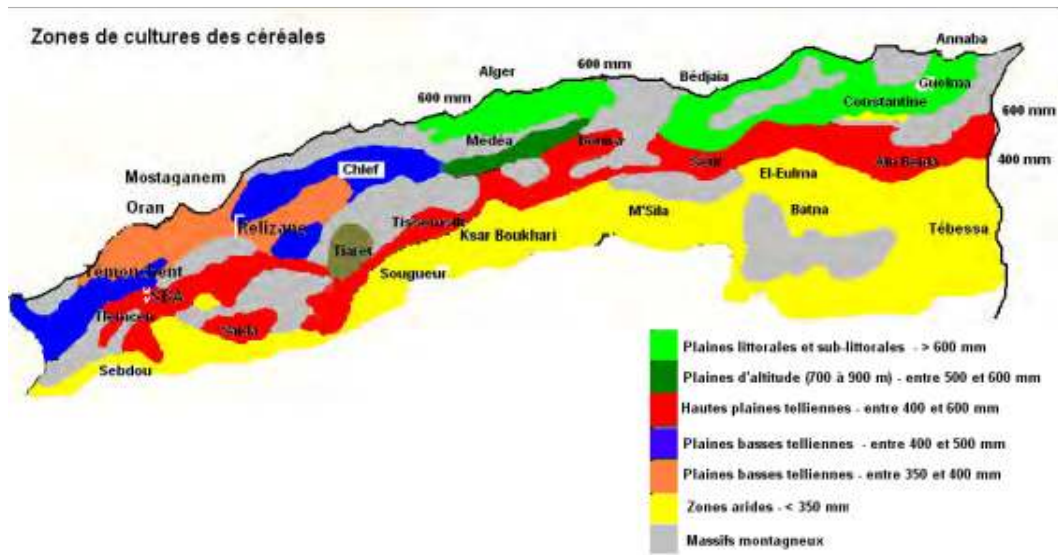 Zones de cultures des céréales
Annaba
600 mm
Alger
Bédjaia
Guelma
600 mm
Constantine
600 mm
Médéa
Bouira
400 mm
Chlef
Sétif
Ain Beida
Mostaganem
El-Eulma
Oran
M'Sila
Batna
Relizane
Tissemsilt
Ksar Boukhari
Tébessa
Tiaret
Témouchent
Sougueur
SBA
Tlemcen
Saida
Sebdou
Plaines littorales et sub-littorales - > 600 mm
Plaines d'altitude (700 à 900 m) - entre 500 et 600 mm
Hautes plaines telliennes - entre 400 et 600 mm
Plaines basses telliennes - entre 400 et 500 mm
Plaines basses telliennes - entre 350 et 400 mm
Zones arides - < 350 mm
Massifs montagneux